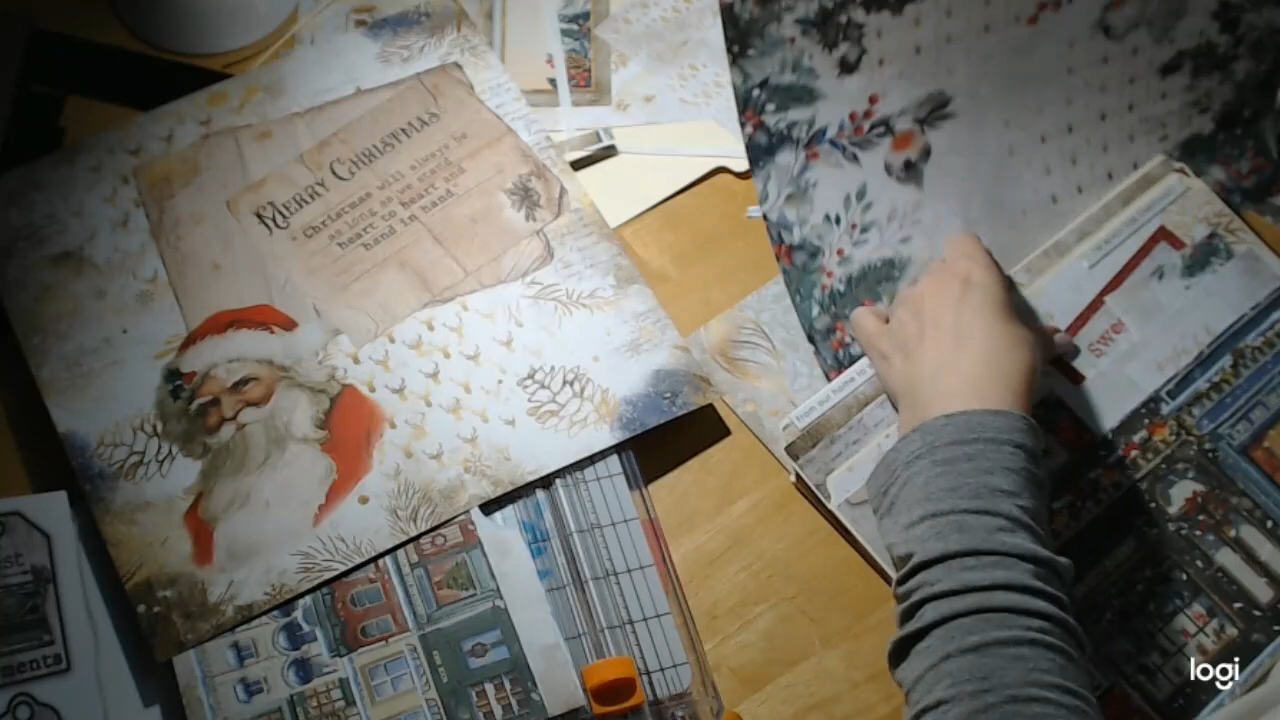 MERRY CHRISTMAS
"Christmas will always be
as long as we stand
heart to heart and
hand in hand."
from our home to
swe
ments
logi